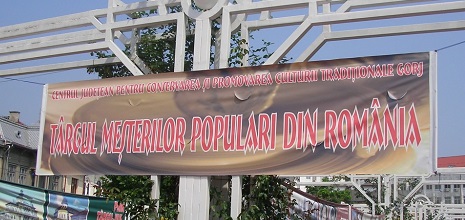 CENTRUL JUDEȚEAN PENTRU CONSERVAREA ȘI PROMOVAREA CULTURII TRADIȚIONALE GORJ
TÂRGUL MEȘTERILOR POPULARI DIN ROMÂNIA